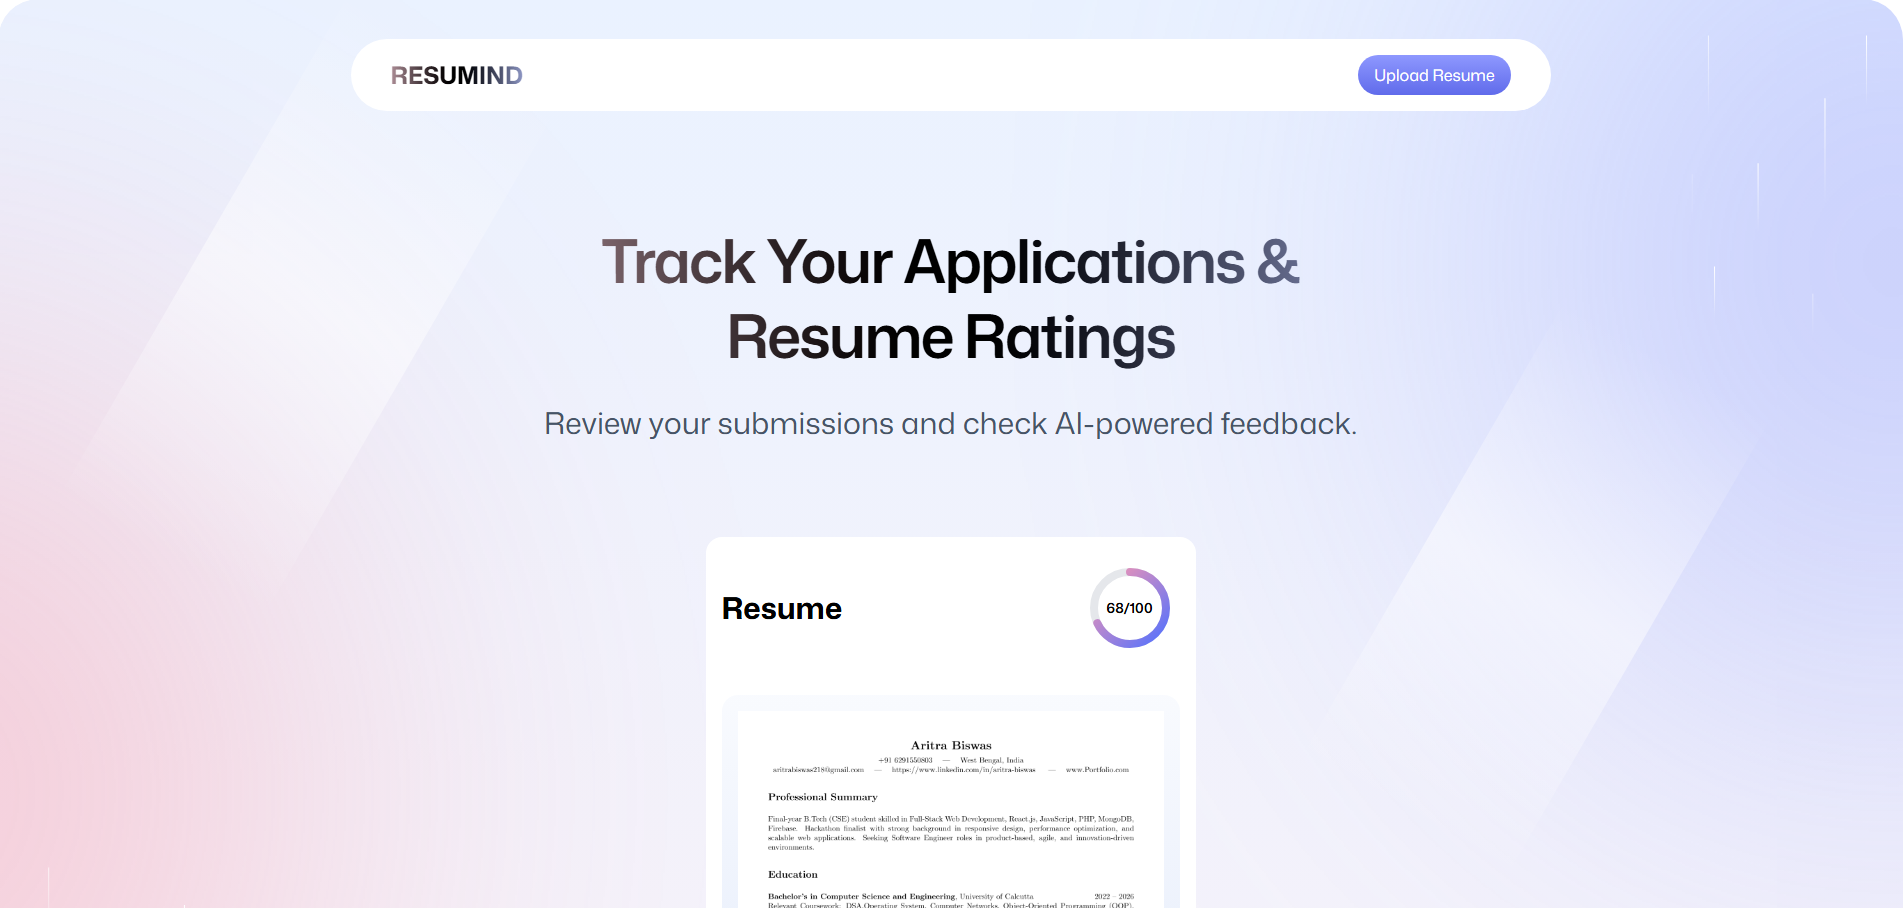 RESUMIND
Upload Resume
Track Your Applications &
Resume Ratings
Review your submissions and check AI-powered feedback.
Resume
68/100
Aritra Biswas
+91 6291550803 — West Bengal, India
aritrabiswas218@gmail.com — https://www.linkedin.com/in/aritra-biswas — www.Portfolio.com
Professional Summary
Final-year B.Tech (CSE) student skilled in Full-Stack Web Development, React.js, JavaScript, PHP, MongoDB,
Firebase. Hackathon finalist with strong background in responsive design, performance optimization, and
scalable web applications. Seeking Software Engineer roles in product-based, agile, and innovation-driven
environments.
Education
Bachelor's in Computer Science and Engineering, University of Calcutta 2022 – 2026
Relevant Coursework: DSA,Operating System, Computer Networks, Object-Oriented Programming (OOP),